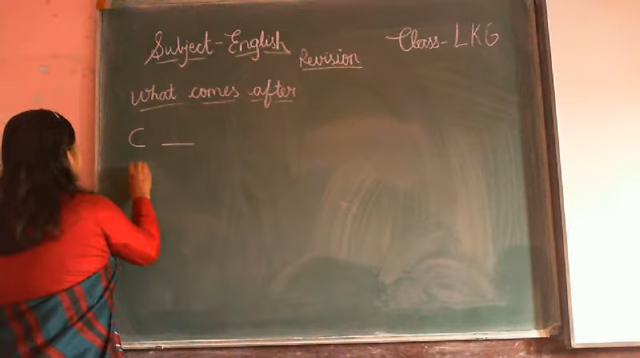 Subject-English Class-LKG
Revision
What comes after
C __